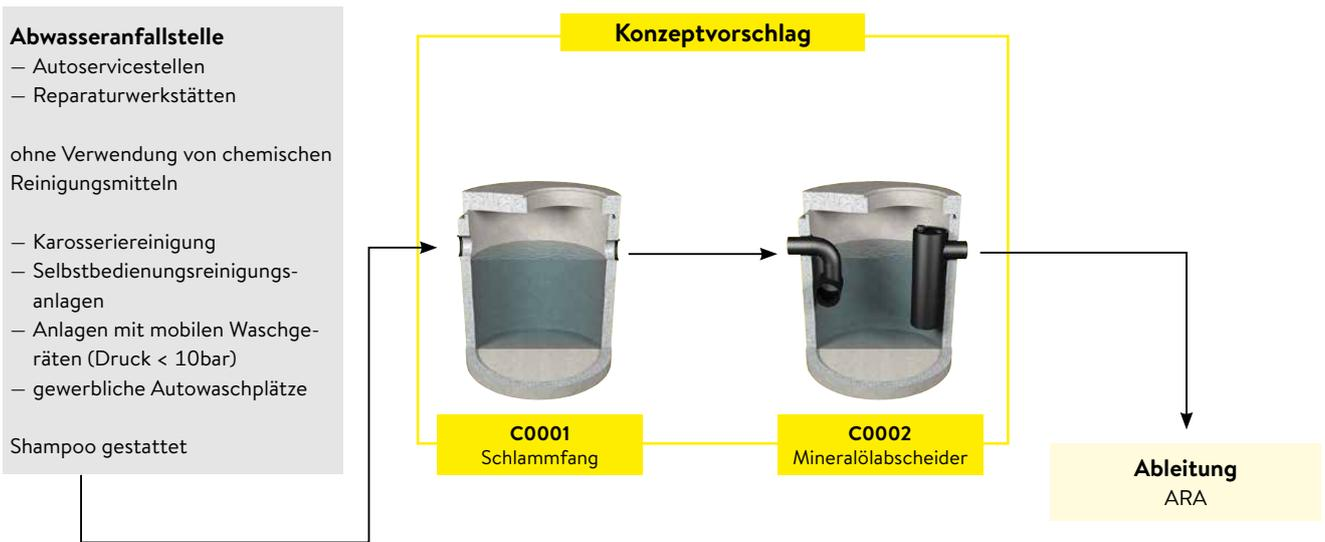 Abwasseranfallstelle
– Autoservicestellen
– Reparaturwerkstätten
ohne Verwendung von chemischen
Reinigungsmitteln
– Karosseriereinigung
– Selbstbedienungsreinigungs-
anlagen
– Anlagen mit mobilen Waschge-
räten (Druck < 10bar)
– gewerbliche Autowaschplätze
Shampoo gestattet
Konzeptvorschlag
C0001
Schlammfang
C0002
Mineralölabscheider
Ableitung
ARA